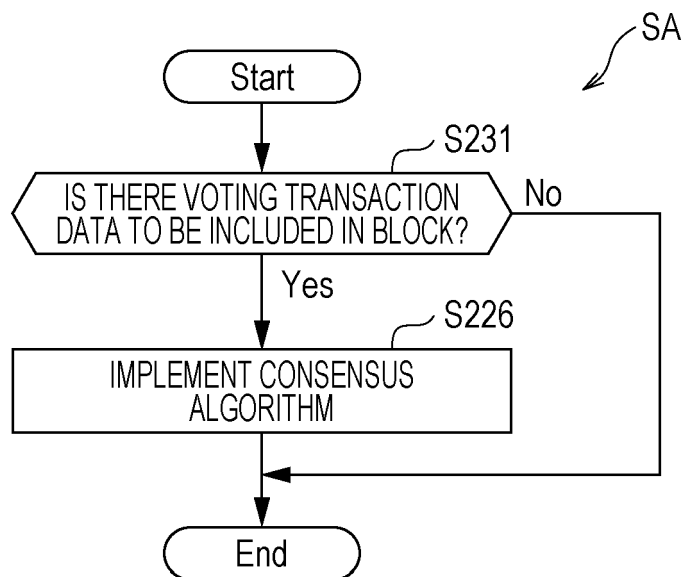 SA
Start
S231
IS THERE VOTING TRANSACTION
DATA TO BE INCLUDED IN BLOCK?
No
Yes
S226
IMPLEMENT CONSENSUS
ALGORITHM
End